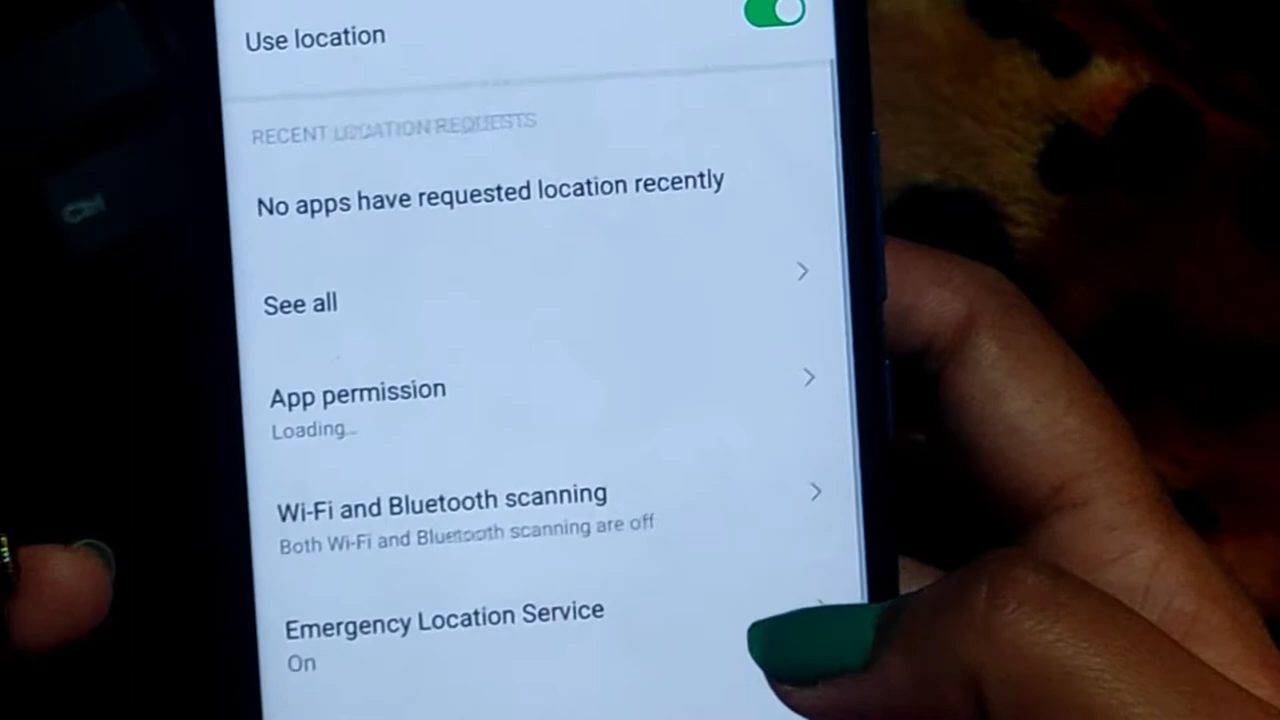 Use location
RECENT LOCATION REQUESTS
No apps have requested location recently
See all
App permission
Loading…
Wi-Fi and Bluetooth scanning
Both Wi-Fi and Bluetooth scanning are off
Emergency Location Service
On